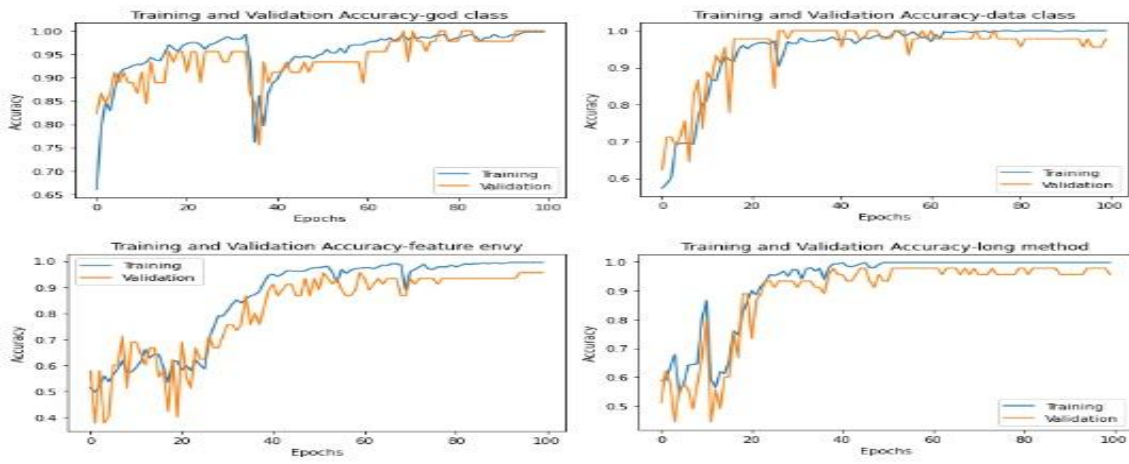 Training and Validation Accuracy-god class
1.00
0.95
0.90
0.85
0.80
0.75
0.70
0.65
Accuracy
Training
Validation
0 20 40 60 80 100
Epochs
Training and Validation Accuracy-data class
1.0
0.9
0.8
0.7
0.6
Accuracy
Training
Validation
0 20 40 60 80 100
Epochs
Training and Validation Accuracy-feature envy
1.0
0.9
0.8
0.7
0.6
0.5
0.4
Accuracy
Training
Validation
0 20 40 60 80 100
Epochs
Training and Validation Accuracy-long method
1.0
0.9
0.8
0.7
0.6
0.5
Accuracy
Training
Validation
0 20 40 60 80 100
Epochs